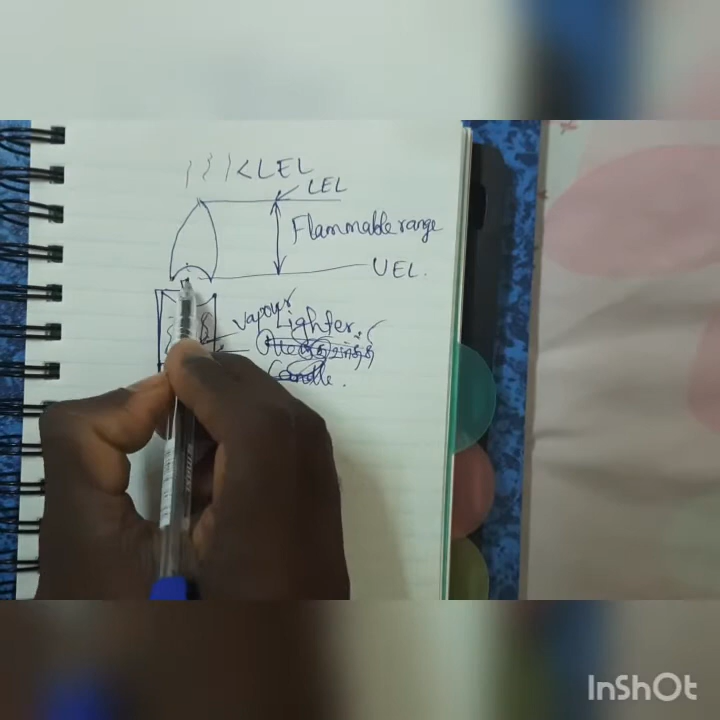 < LEL
LEL
Flammable range
UEL.
Vapour
Lighter.
Candle.
InShOt